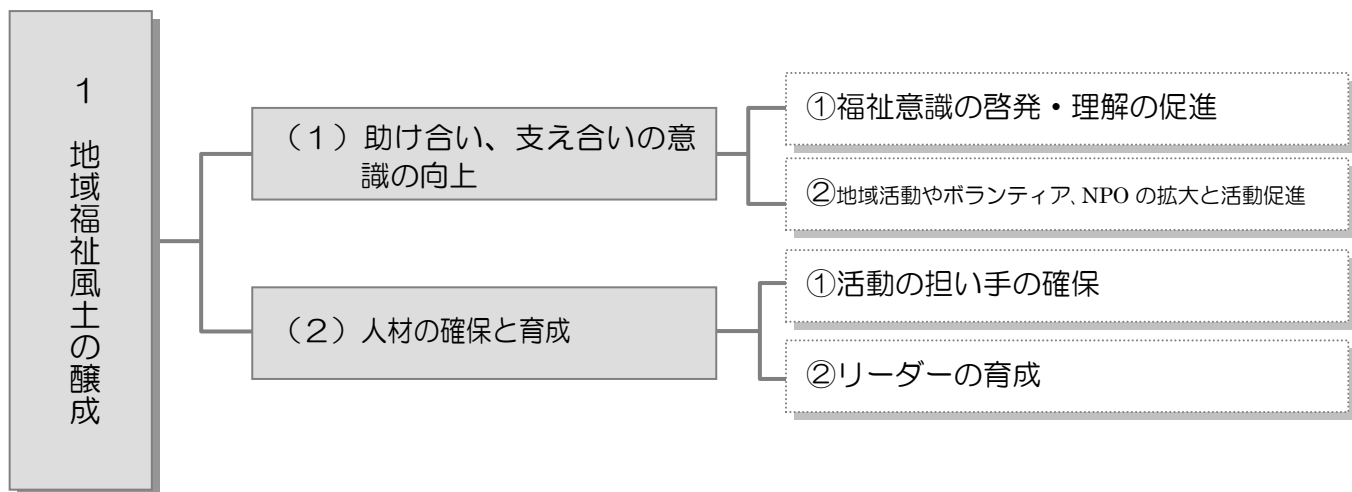 1 地域福祉風土の醸成
（１）助け合い、支え合いの意
識の向上
①福祉意識の啓発・理解の促進
②地域活動やボランティア、NPO の拡大と活動促進
（２）人材の確保と育成
①活動の担い手の確保
②リーダーの育成